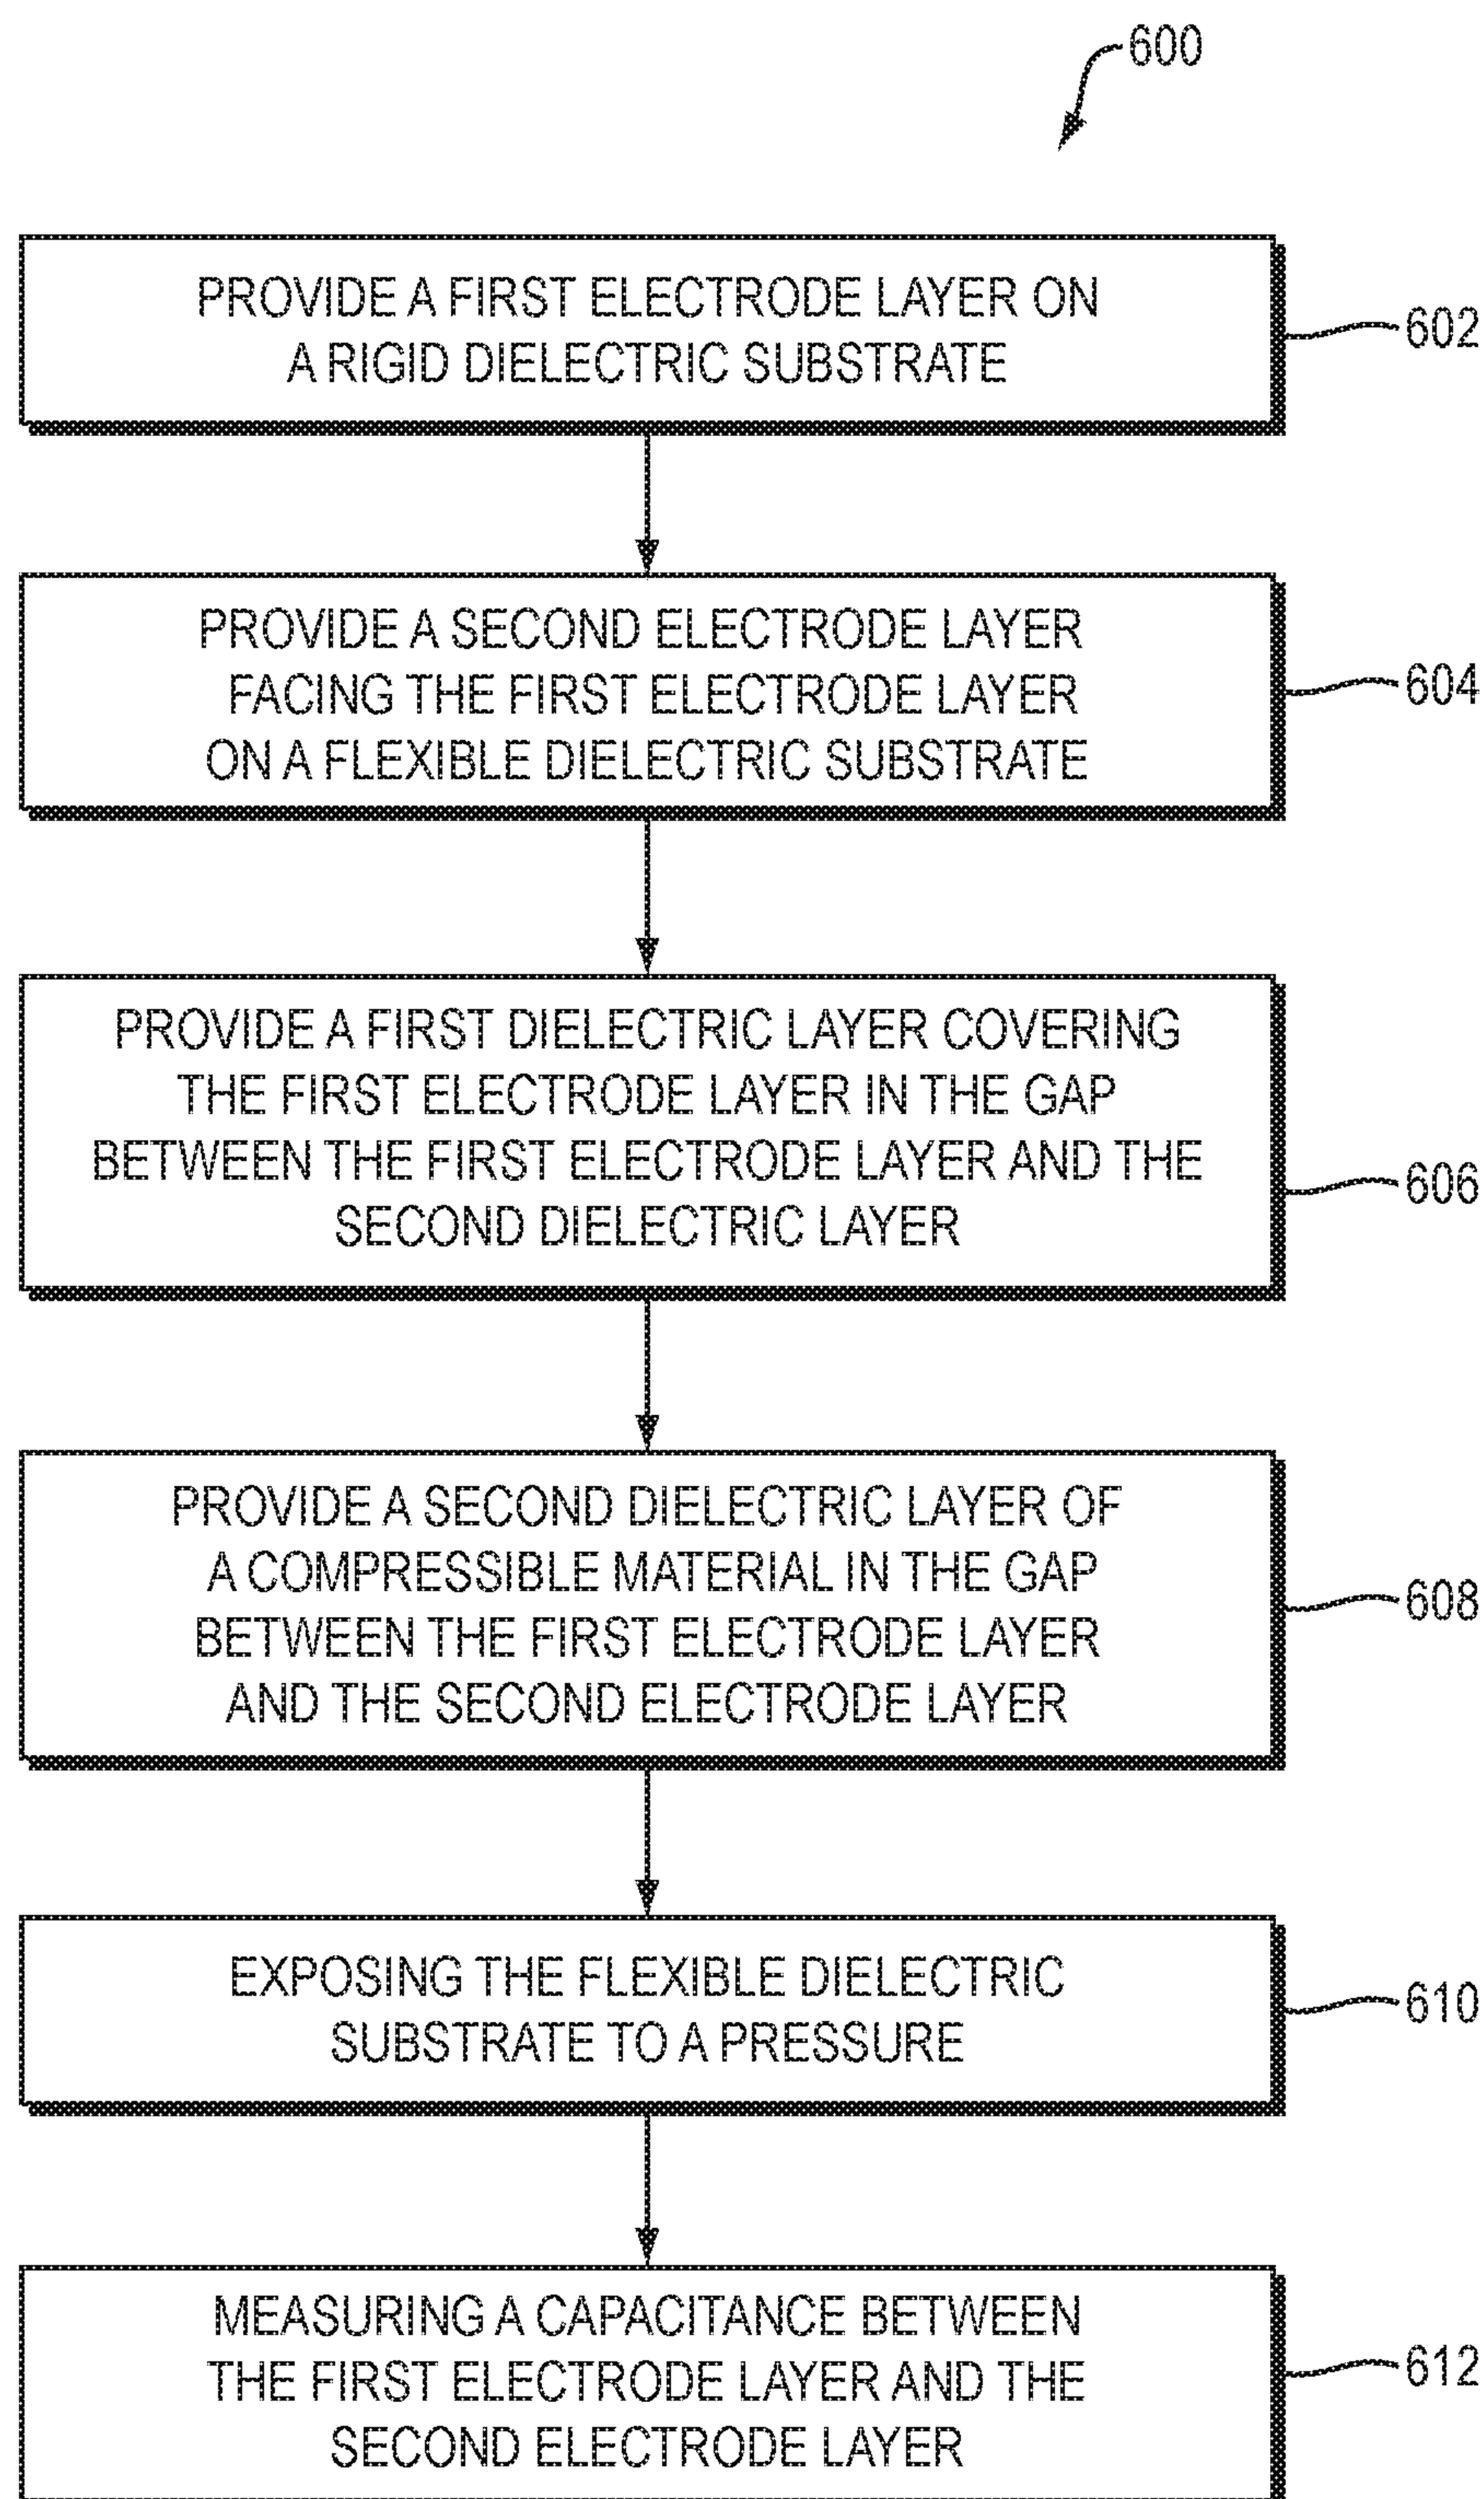 600
PROVIDE A FIRST ELECTRODE LAYER ON
A RIGID DIELECTRIC SUBSTRATE
602
PROVIDE A SECOND ELECTRODE LAYER
FACING THE FIRST ELECTRODE LAYER
ON A FLEXIBLE DIELECTRIC SUBSTRATE
604
PROVIDE A FIRST DIELECTRIC LAYER COVERING
THE FIRST ELECTRODE LAYER IN THE GAP
BETWEEN THE FIRST ELECTRODE LAYER AND THE
SECOND DIELECTRIC LAYER
606
PROVIDE A SECOND DIELECTRIC LAYER OF
A COMPRESSIBLE MATERIAL IN THE GAP
BETWEEN THE FIRST ELECTRODE LAYER
AND THE SECOND ELECTRODE LAYER
608
EXPOSING THE FLEXIBLE DIELECTRIC
SUBSTRATE TO A PRESSURE
610
MEASURING A CAPACITANCE BETWEEN
THE FIRST ELECTRODE LAYER AND THE
SECOND ELECTRODE LAYER
612